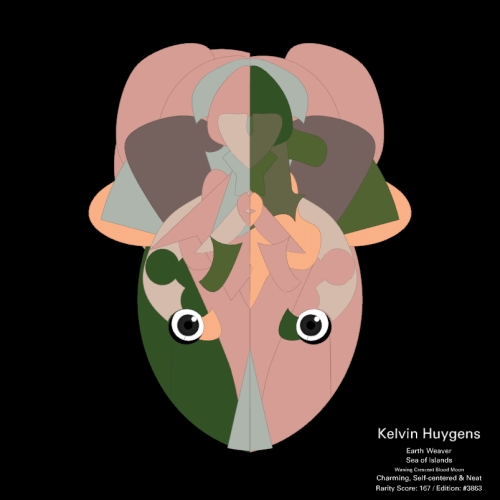 Kelvin Huygens
Earth Weaver
Sea of Islands
Waning Crescent Blood Moon
Charming, Self-centered & Neat
Rarity Score: 167 / Edition: #3863